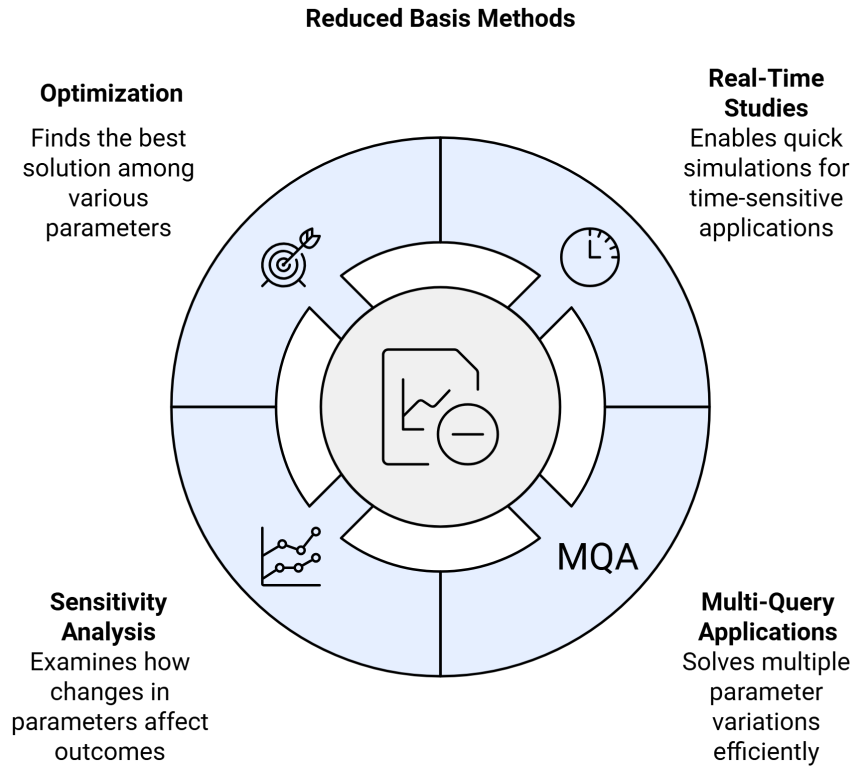 Reduced Basis Methods
Optimization
Finds the best
solution among
various
parameters
Real-Time
Studies
Enables quick
simulations for
time-sensitive
applications
MQA
Sensitivity
Analysis
Examines how
changes in
parameters affect
outcomes
Multi-Query
Applications
Solves multiple
parameter
variations
efficiently